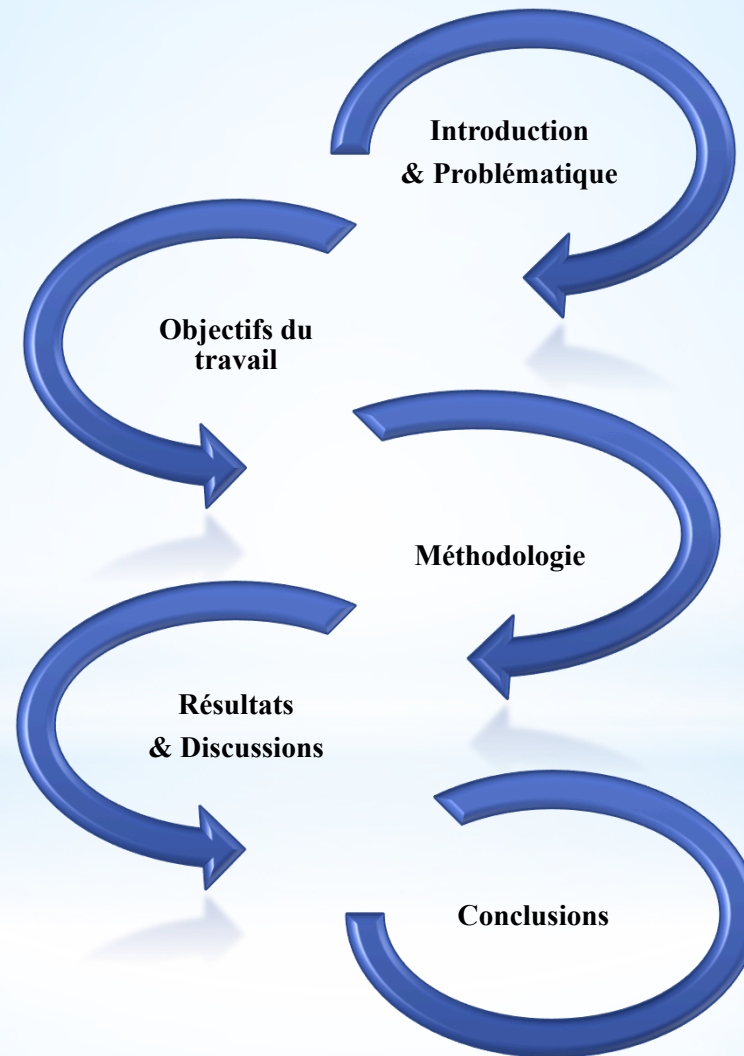 Introduction
& Problématique
Objectifs du
travail
Méthodologie
Résultats
& Discussions
Conclusions